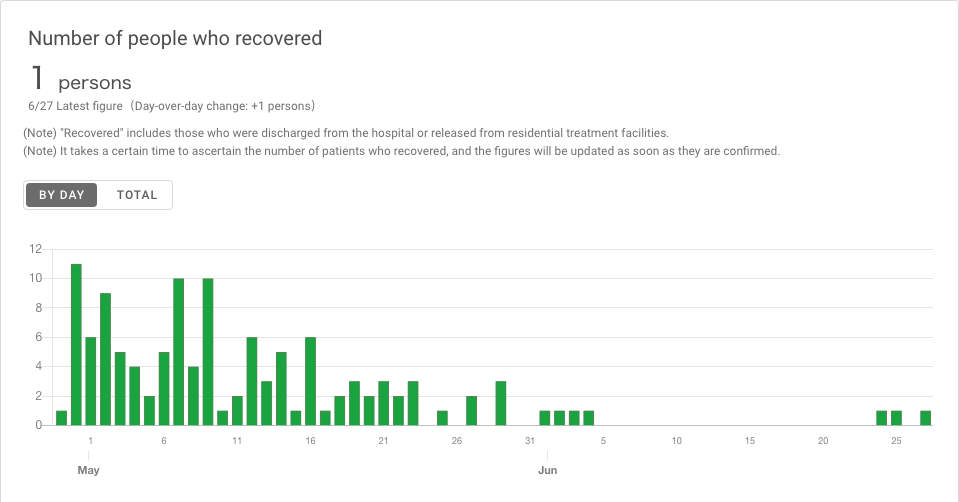 Number of people who recovered
1 persons
6/27 Latest figure (Day-over-day change: +1 persons)
(Note) "Recovered" includes those who were discharged from the hospital or released from residential treatment facilities.
(Note) It takes a certain time to ascertain the number of patients who recovered, and the figures will be updated as soon as they are confirmed.
BY DAY TOTAL
12
10
8
6
4
2
0
1 6 11 16 21 26 31 5 10 15 20 25
May Jun